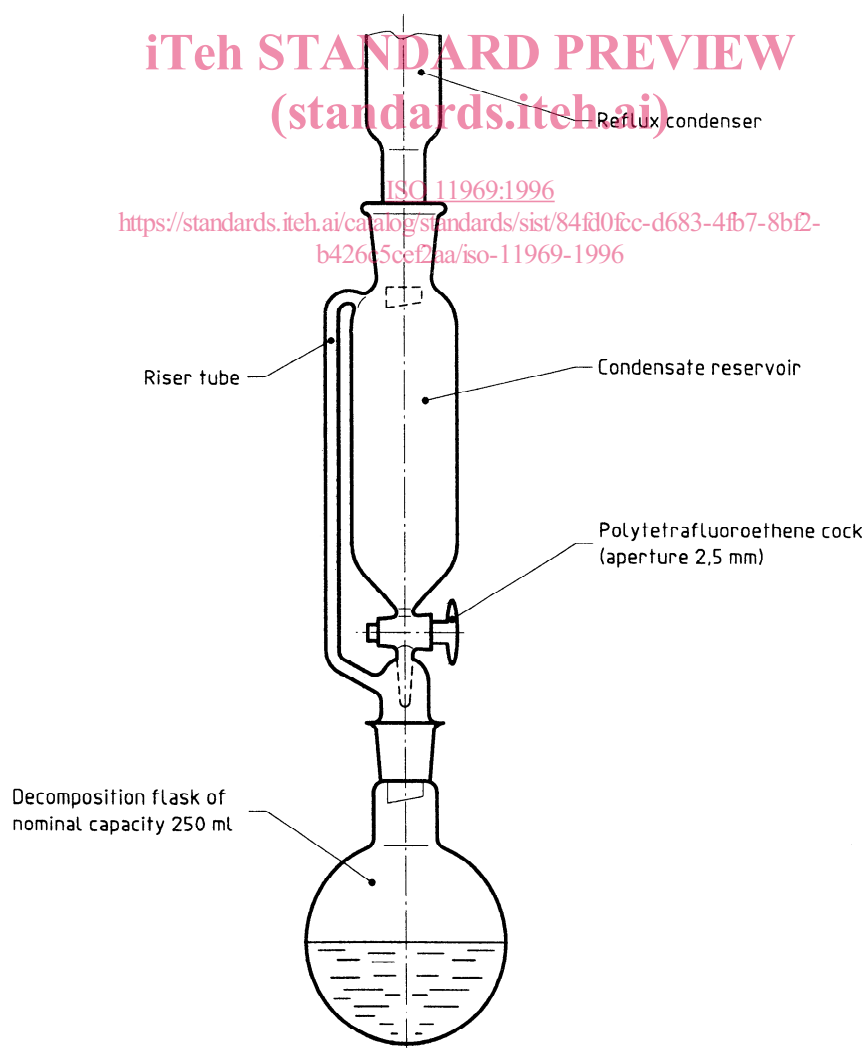 iTeh STANDARD PREVIEW
(standards.iteh.ai)
Reflux condenser
ISO 11969:1996
https://standards.iteh.ai/catalog/standards/sist/84fd0fcc-d683-4fb7-8bf2-
b426c5cef2aa/iso-11969-1996
Riser tube
Condensate reservoir
Polytetrafluoroethene cock
(aperture 2,5 mm)
Decomposition flask of
nominal capacity 250 ml